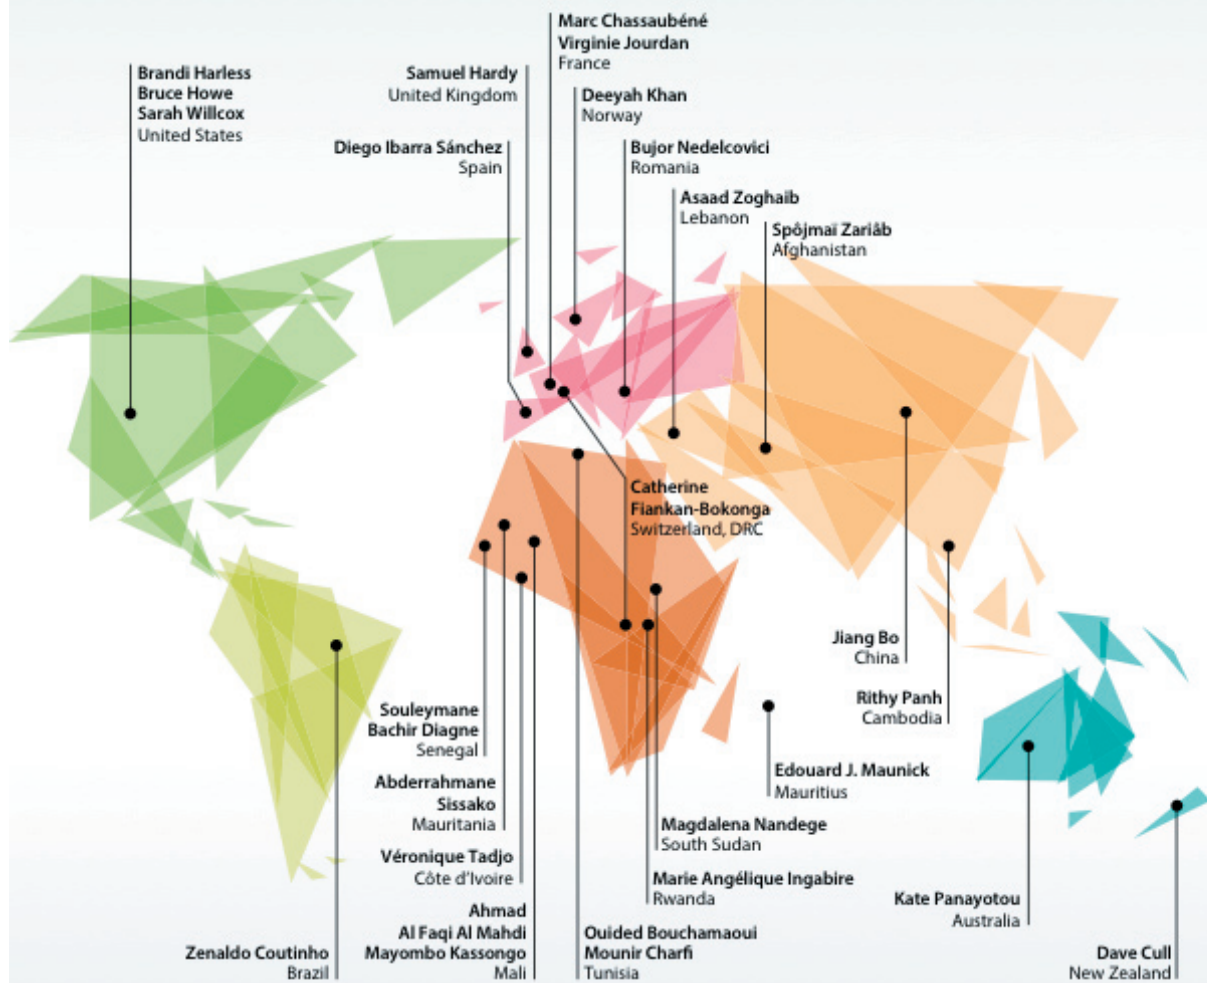 Marc Chassaubéné
Virginie Jourdan
France
Brandi Harless
Bruce Howe
Sarah Willcox
United States
Samuel Hardy
United Kingdom
Deeyah Khan
Norway
Diego Ibarra Sánchez
Spain
Bujor Nedelcovici
Romania
Asaad Zoghaib
Lebanon
Spôjmaï Zariâb
Afghanistan
Catherine
Fiankan-Bokonga
Switzerland, DRC
Jiang Bo
China
Rithy Panh
Cambodia
Souleymane
Bachir Diagne
Senegal
Abderrahmane
Sissako
Mauritania
Edouard J. Maunick
Mauritius
Magdalena Nandege
South Sudan
Véronique Tadjo
Côte d'Ivoire
Marie Angélique Ingabire
Rwanda
Kate Panayotou
Australia
Ahmad
Al Faqi Al Mahdi
Mayombo Kassongo
Mali
Zenaldo Coutinho
Brazil
Ouided Bouchamaoui
Mounir Charfi
Tunisia
Dave Cull
New Zealand